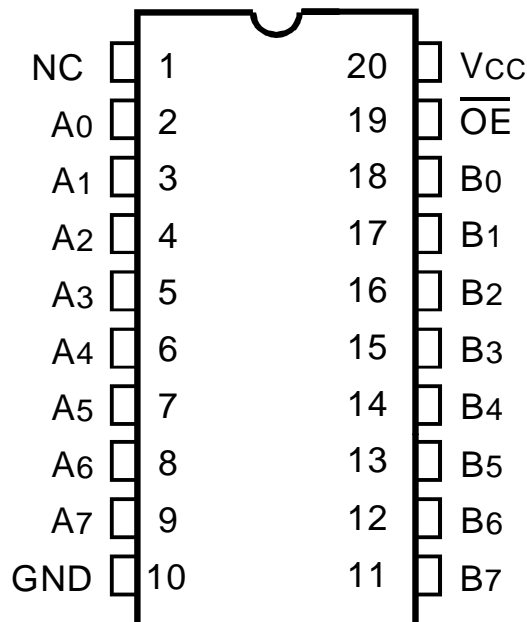 NC 1 20 VCC
A0 2 19 O̅E̅
A1 3 18 B0
A2 4 17 B1
A3 5 16 B2
A4 6 15 B3
A5 7 14 B4
A6 8 13 B5
A7 9 12 B6
GND 10 11 B7